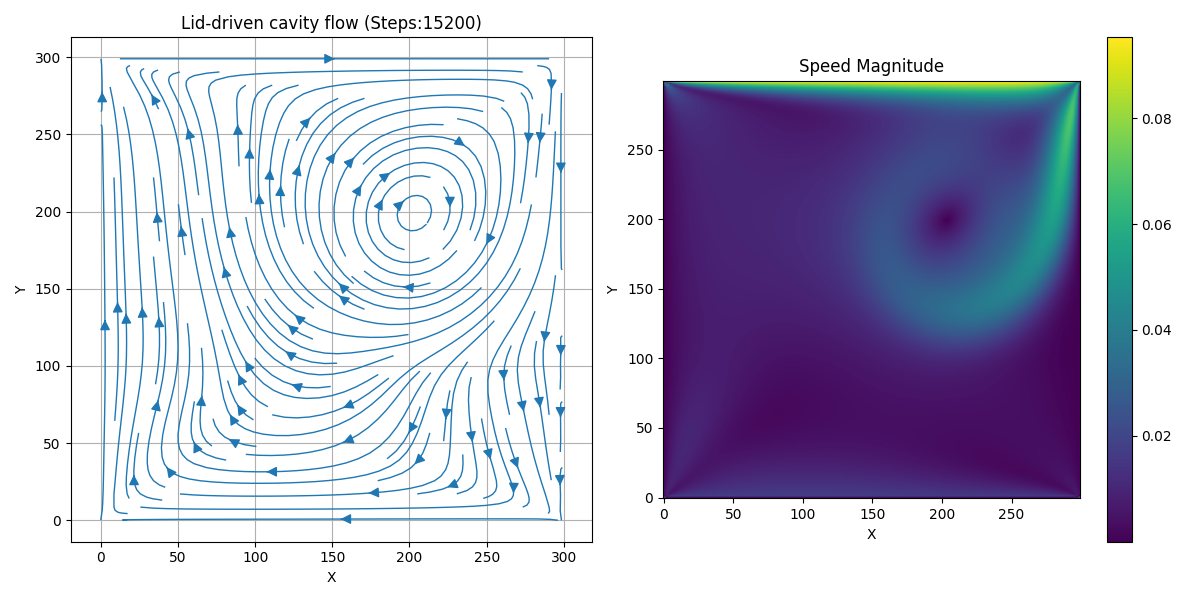 Lid-driven cavity flow (Steps:15200)
300
250
200
150
100
50
0
0 50 100 150 200 250 300
X
Y
Speed Magnitude
250
200
150
100
50
0
0 50 100 150 200 250
X
Y
0.08
0.06
0.04
0.02